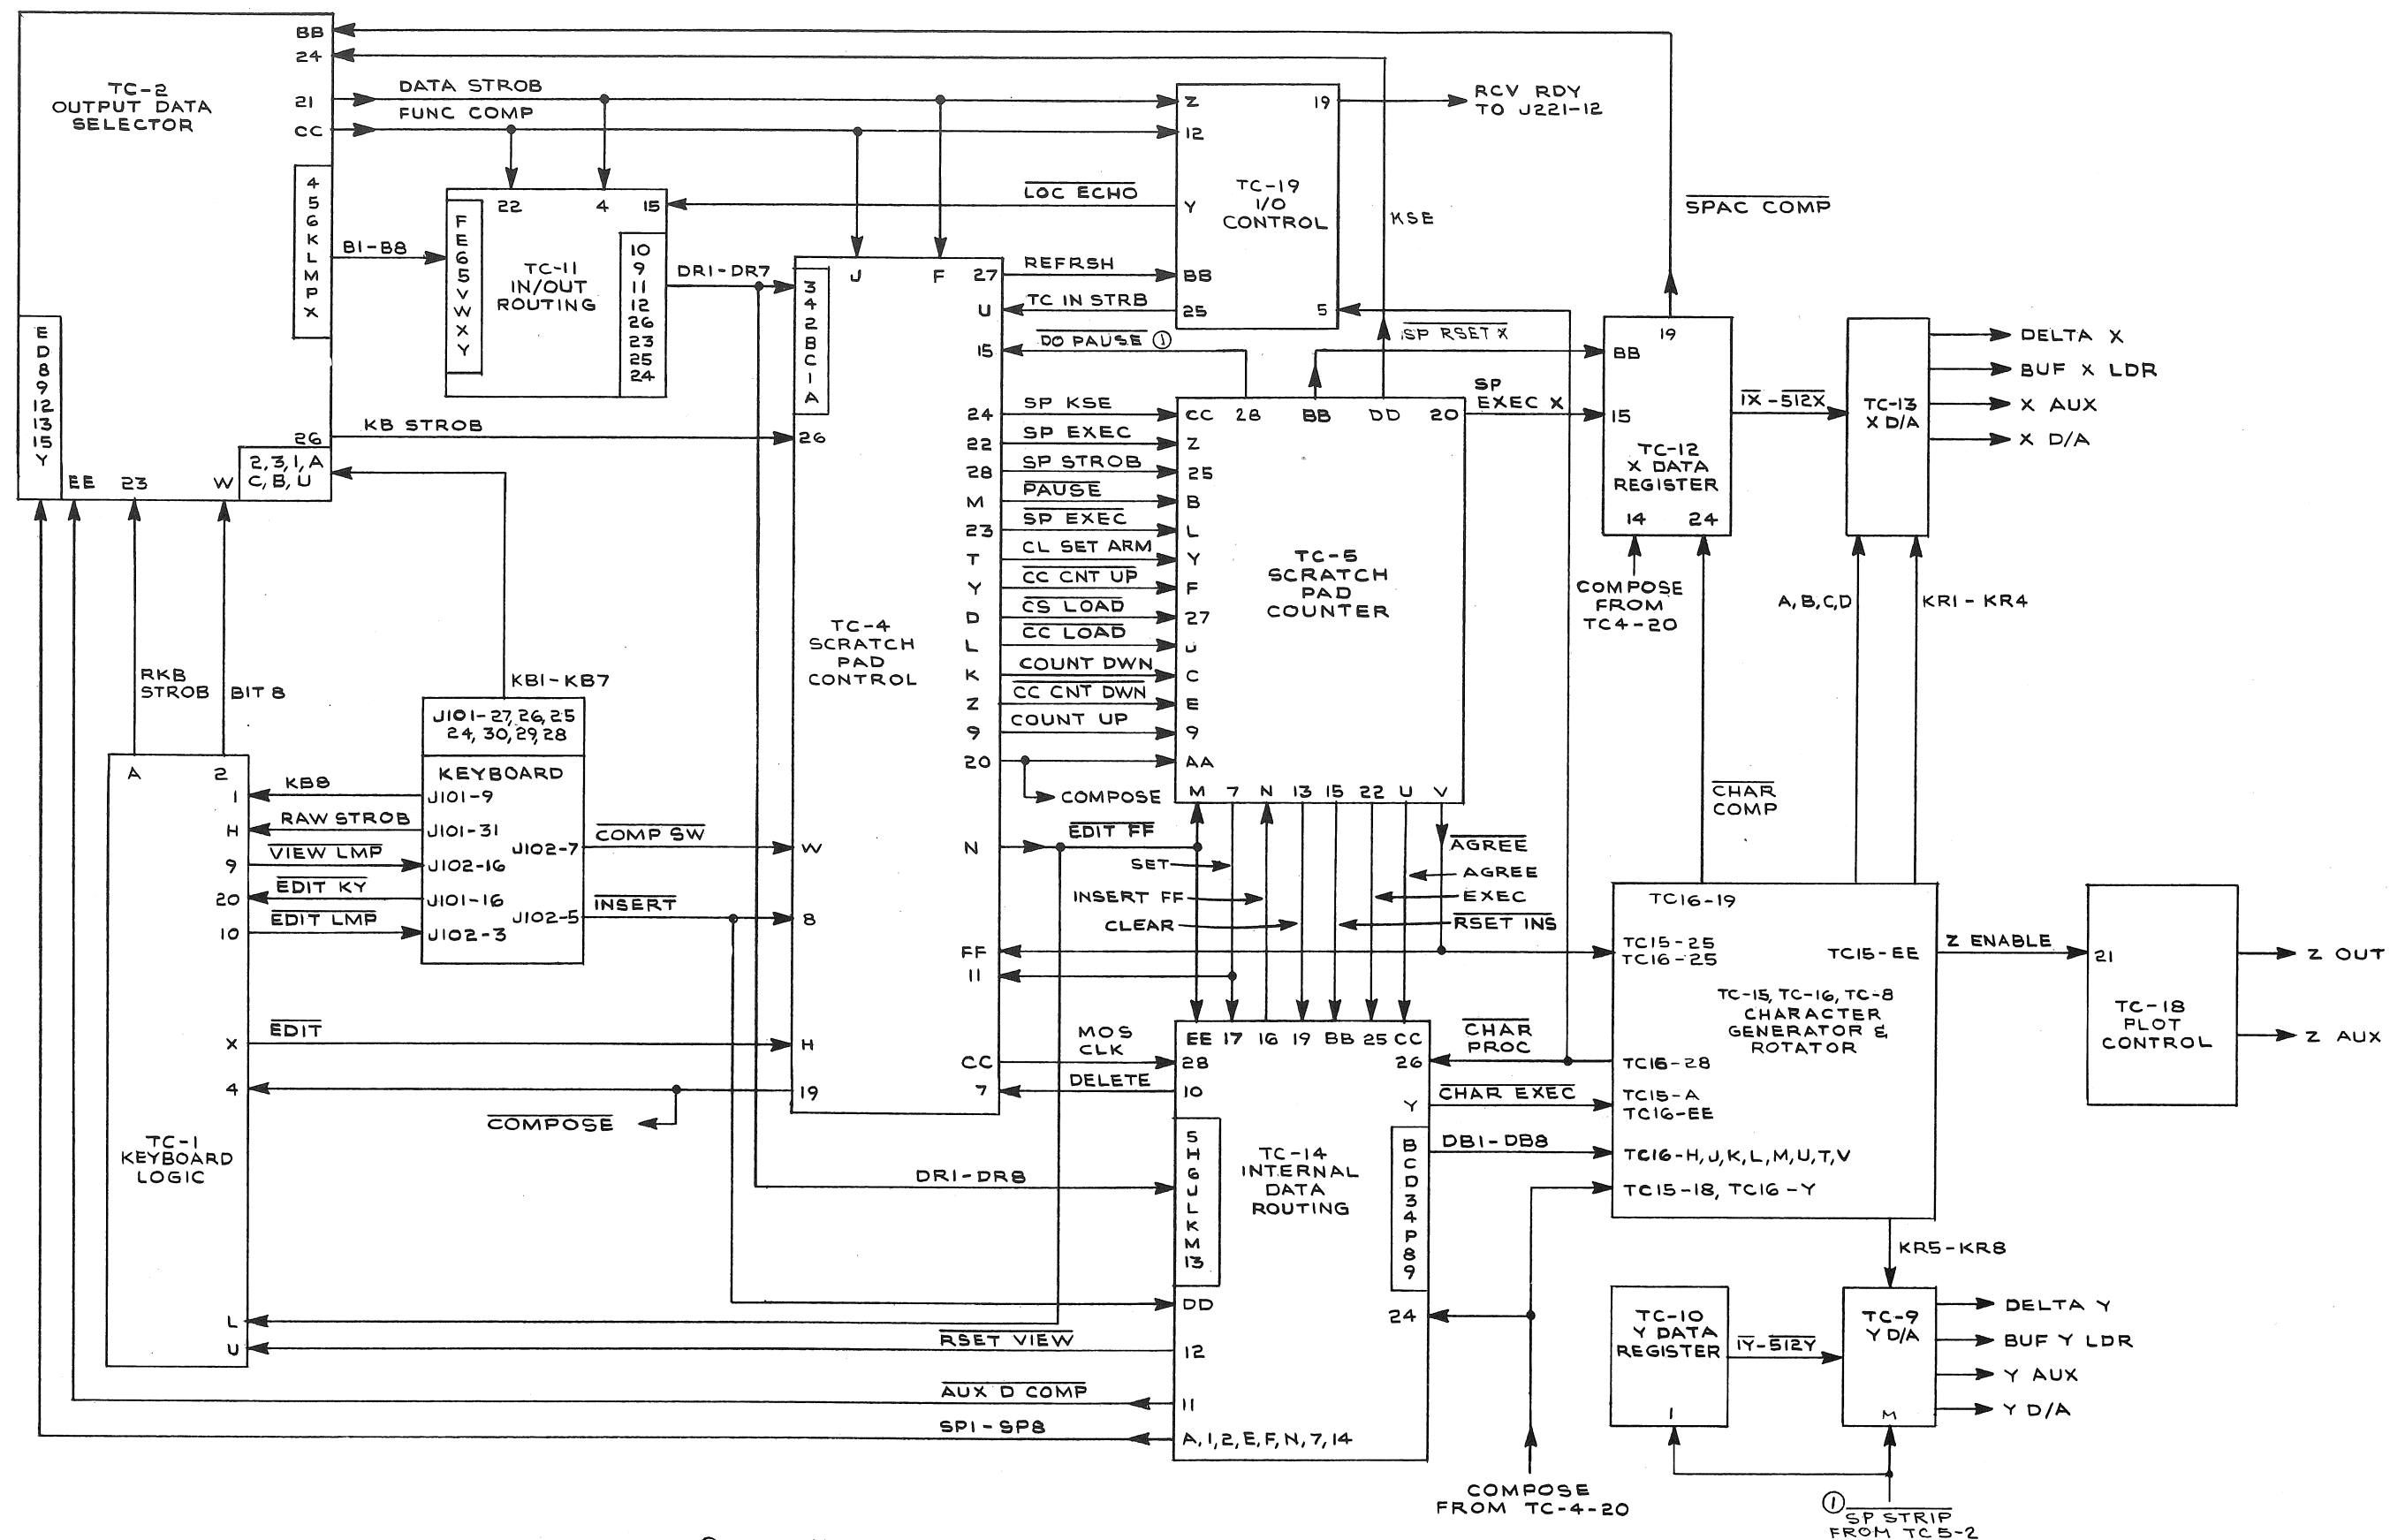 TC-2
OUTPUT DATA
SELECTOR
BB
24
21
CC
4
5
6
K
L
M
P
X
E
D
8
9
12
13
15
Y
26
2,3,1,A
C,B,U
EE
23
W
DATA STROB
FUNC COMP
B1-B8
KB STROB
22
4
15
F
E
6
5
V
W
X
Y
TC-11
IN/OUT
ROUTING
10
9
11
12
26
23
25
24
LOC ECHO
DR1-DR7
Z
12
19
TC-19
I/O
CONTROL
Y
BB
25
5
RCV RDY
TO J221-12
KSE
SPAC COMP
J
F
27
U
15
3
4
2
B
C
1
A
26
24
22
28
M
23
T
Y
D
L
K
Z
9
20
W
N
8
FF
11
H
CC
19
7
TC-4
SCRATCH
PAD
CONTROL
REFRSH
TC IN STRB
DO PAUSE ①
SP KSE
SP EXEC
SP STROB
PAUSE
SP EXEC
CL SET ARM
CC CNT UP
CS LOAD
CC LOAD
COUNT DWN
CC CNT DWN
COUNT UP
COMPOSE
EDIT FF
CC
28
BB
DD
20
Z
25
B
L
Y
F
27
U
C
E
9
AA
TC-5
SCRATCH
PAD
COUNTER
M
7
N
13
15
22
U
V
SP RSET X
SP
EXEC X
19
BB
15
TC-12
X DATA
REGISTER
14
24
1X-512X
TC-13
X D/A
DELTA X
BUF X LDR
X AUX
X D/A
COMPOSE
FROM
TC4-20
A,B,C,D
KR1-KR4
CHAR
COMP
RKB
STROB
BIT 8
KB1-KB7
J101-27,26,25
24,30,29,28
KEYBOARD
J101-9
J101-31
J102-7
J102-16
J101-16
J102-5
J102-3
A
2
1
H
9
20
10
X
4
L
U
TC-1
KEYBOARD
LOGIC
KB8
RAW STROB
VIEW LMP
EDIT KY
EDIT LMP
COMP SW
INSERT
EDIT
COMPOSE
SET
INSERT FF
CLEAR
AGREE
AGREE
EXEC
RSET INS
MOS
CLK
DELETE
DR1-DR8
EE
17
16
19
BB
25
CC
28
26
10
Y
5
H
6
J
L
K
M
13
TC-14
INTERNAL
DATA
ROUTING
B
C
D
3
4
P
8
9
DD
24
12
11
A,1,2,E,F,N,7,14
RSET VIEW
AUX D COMP
SP1-SP8
CHAR
PROC
CHAR EXEC
DB1-DB8
TC16-19
TC15-25
TC16-25
TC15-EE
TC-15, TC-16, TC-8
CHARACTER
GENERATOR &
ROTATOR
TC16-28
TC15-A
TC16-EE
TC16-H,J,K,L,M,U,T,V
TC15-18, TC16-Y
Z ENABLE
21
TC-18
PLOT
CONTROL
Z OUT
Z AUX
KR5-KR8
TC-10
Y DATA
REGISTER
1
1Y-512Y
TC-9
Y D/A
M
DELTA Y
BUF Y LDR
Y AUX
Y D/A
COMPOSE
FROM TC-4-20
① SP STRIP
FROM TC5-2